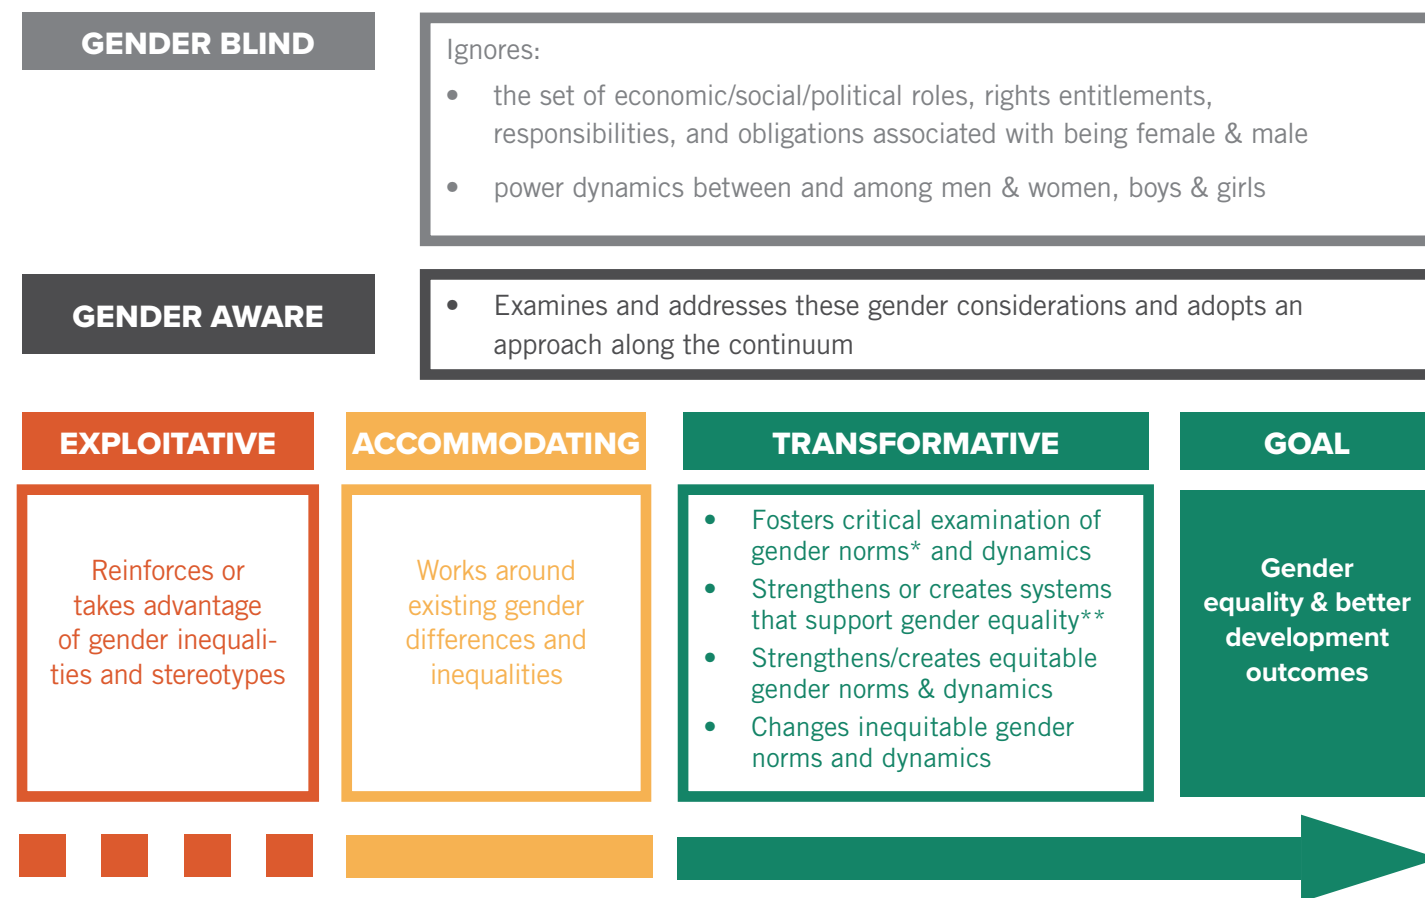 GENDER BLIND
Ignores:
• the set of economic/social/political roles, rights entitlements,
responsibilities, and obligations associated with being female & male
• power dynamics between and among men & women, boys & girls
GENDER AWARE
• Examines and addresses these gender considerations and adopts an
approach along the continuum
EXPLOITATIVE
Reinforces or
takes advantage
of gender inequali-
ties and stereotypes
ACCOMMODATING
Works around
existing gender
differences and
inequalities
TRANSFORMATIVE
• Fosters critical examination of
gender norms* and dynamics
• Strengthens or creates systems
that support gender equality**
• Strengthens/creates equitable
gender norms & dynamics
• Changes inequitable gender
norms and dynamics
GOAL
Gender
equality & better
development
outcomes